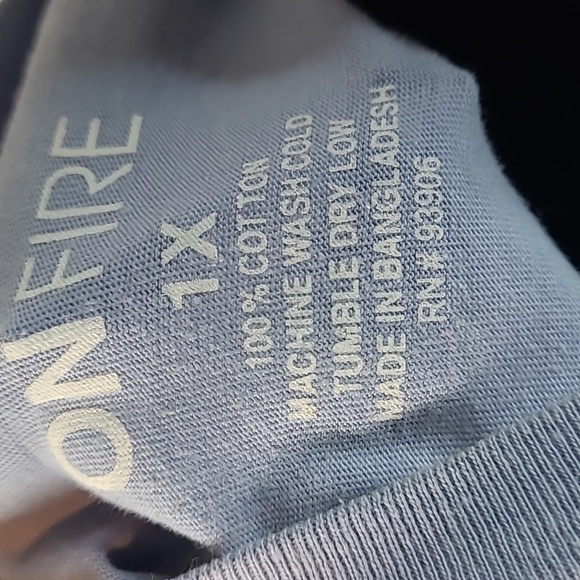 ON FIRE
1X
100% COTTON
MACHINE WASH COLD
TUMBLE DRY LOW
MADE IN BANGLADESH
RN# 93906